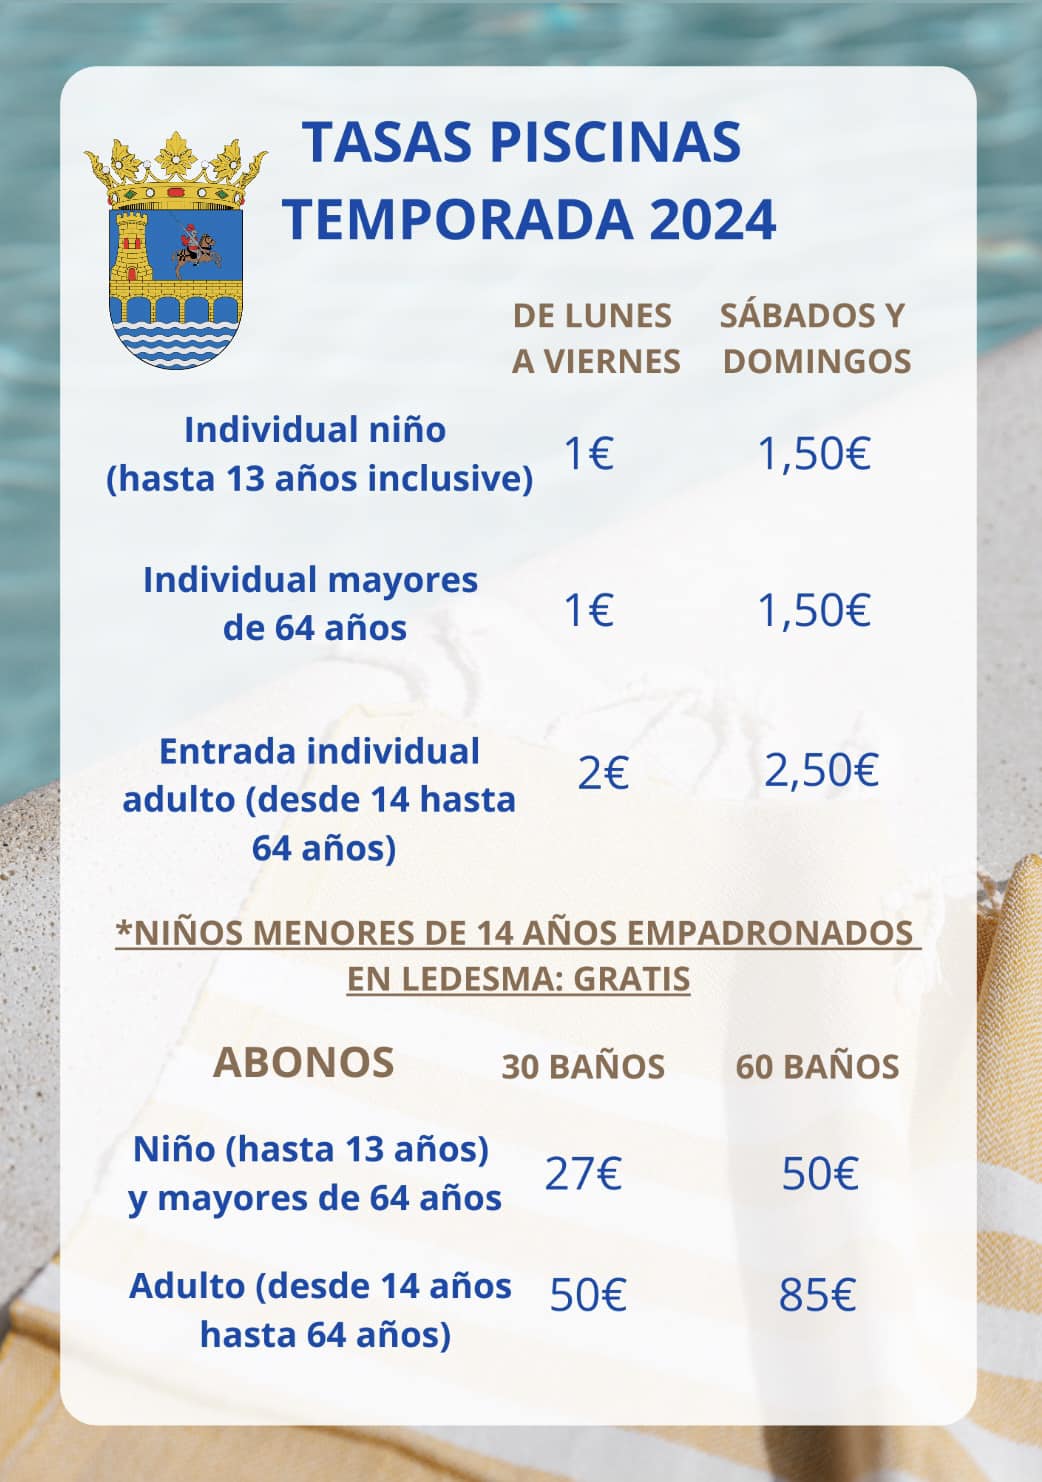 TASAS PISCINAS
TEMPORADA 2024
DE LUNES SÁBADOS Y
A VIERNES DOMINGOS
Individual niño
(hasta 13 años inclusive) 1€ 1,50€
Individual mayores
de 64 años 1€ 1,50€
Entrada individual
adulto (desde 14 hasta 2€ 2,50€
64 años)
*NIÑOS MENORES DE 14 AÑOS EMPADRONADOS
EN LEDESMA: GRATIS
ABONOS 30 BAÑOS 60 BAÑOS
Niño (hasta 13 años)
y mayores de 64 años 27€ 50€
Adulto (desde 14 años 50€ 85€
hasta 64 años)